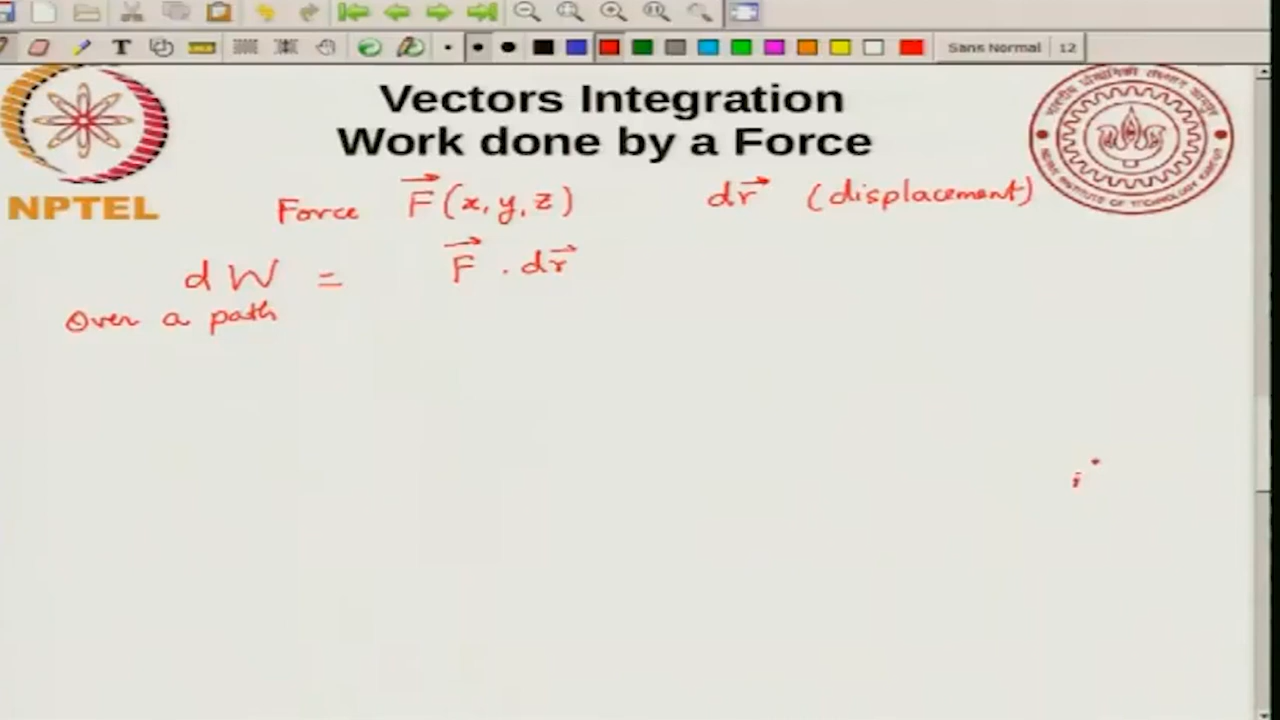 Sans Normal 12
Vectors Integration
Work done by a Force
NPTEL
Force F⃗(x,y,z) dr⃗ (displacement)
dW = F⃗ . dr⃗
Over a path
i